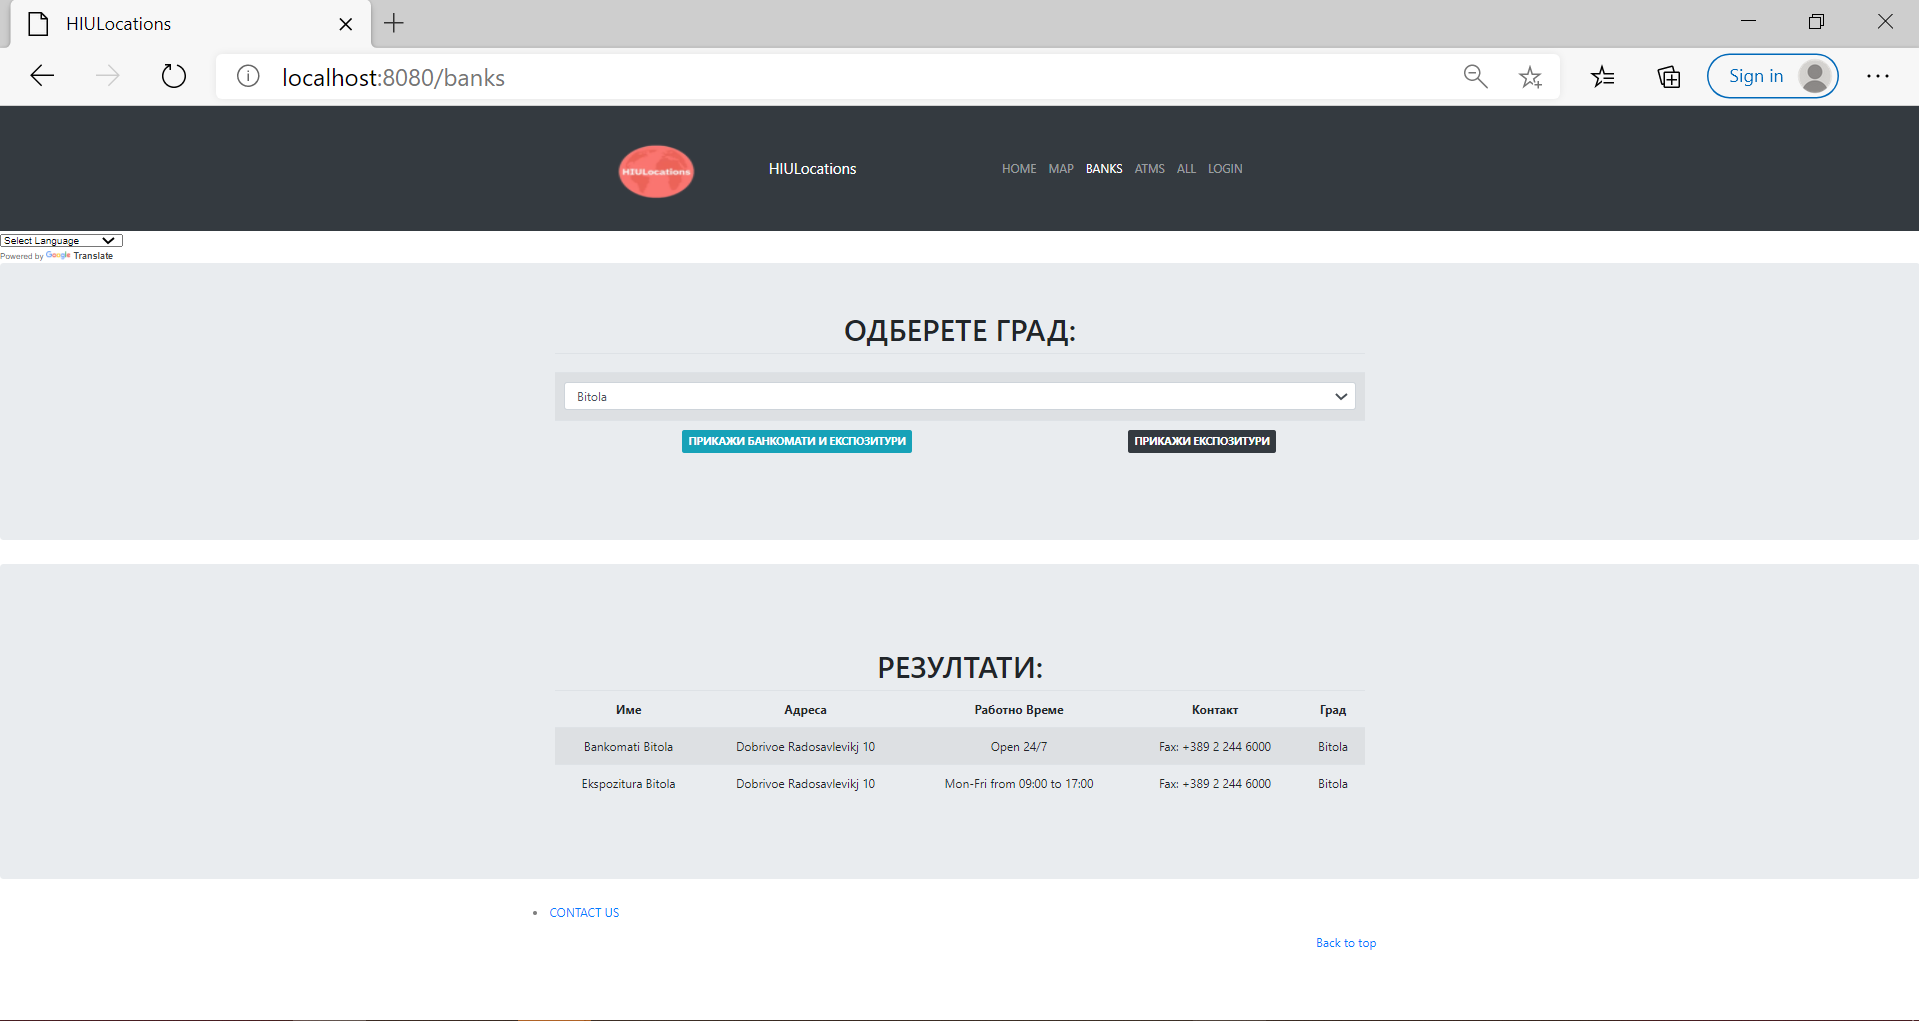 HIULocations
localhost:8080/banks
Sign in
HIULocations
HIULocations
HOME MAP BANKS ATMS ALL LOGIN
Select Language
Powered by Google Translate
ОДБЕРЕТЕ ГРАД:
Bitola
ПРИКАЖИ БАНКОМАТИ И ЕКСПОЗИТУРИ ПРИКАЖИ ЕКСПОЗИТУРИ
РЕЗУЛТАТИ:
Име Адреса Работно Време Контакт Град
Bankomati Bitola Dobrivoe Radosavlevikj 10 Open 24/7 Fax: +389 2 244 6000 Bitola
Ekspozitura Bitola Dobrivoe Radosavlevikj 10 Mon-Fri from 09:00 to 17:00 Fax: +389 2 244 6000 Bitola
CONTACT US
Back to top